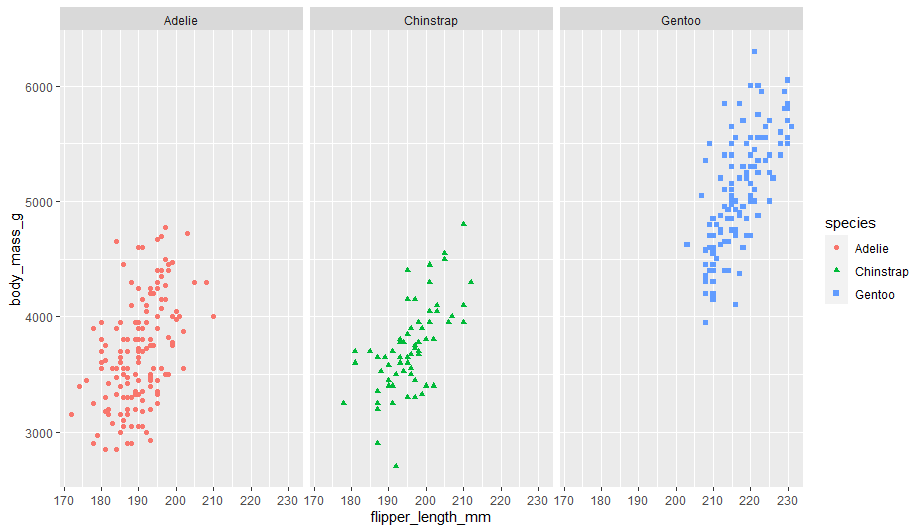 Adelie Chinstrap Gentoo
6000
5000
4000
3000
body_mass_g
170 180 190 200 210 220 230 170 180 190 200 210 220 230 170 180 190 200 210 220 230
flipper_length_mm
species
Adelie
Chinstrap
Gentoo